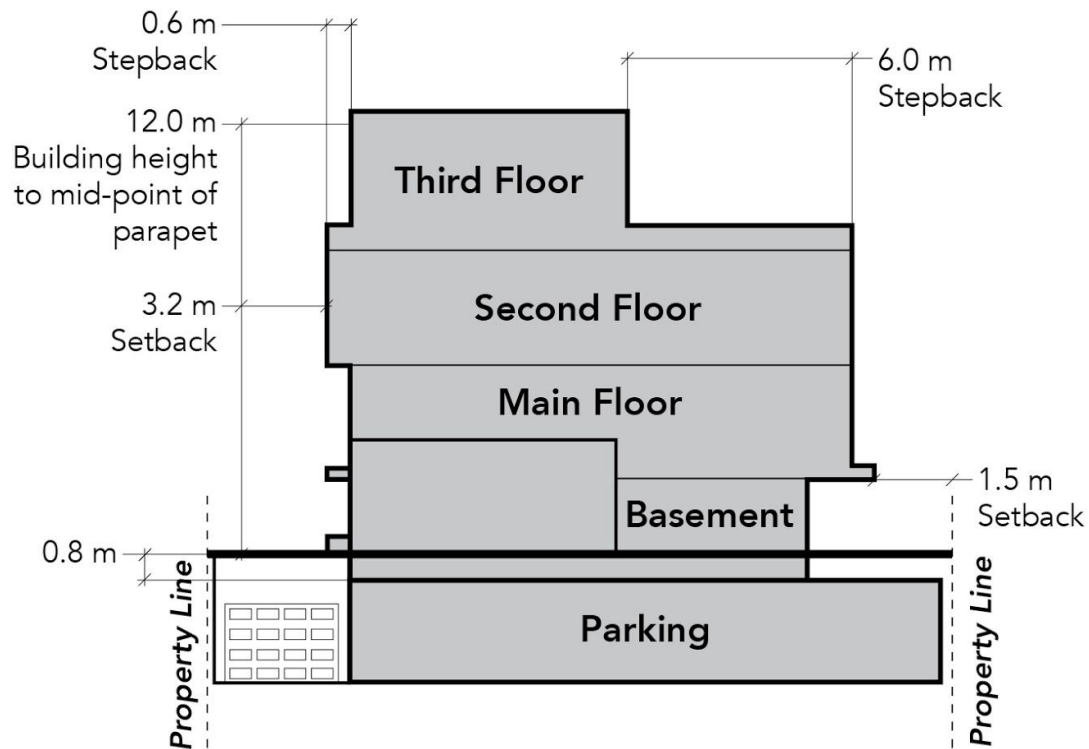 0.6 m
Stepback
6.0 m
Stepback
12.0 m
Building height
to mid-point of
parapet
Third Floor
3.2 m
Setback
Second Floor
Main Floor
1.5 m
Setback
Basement
0.8 m
Property Line
Parking
Property Line